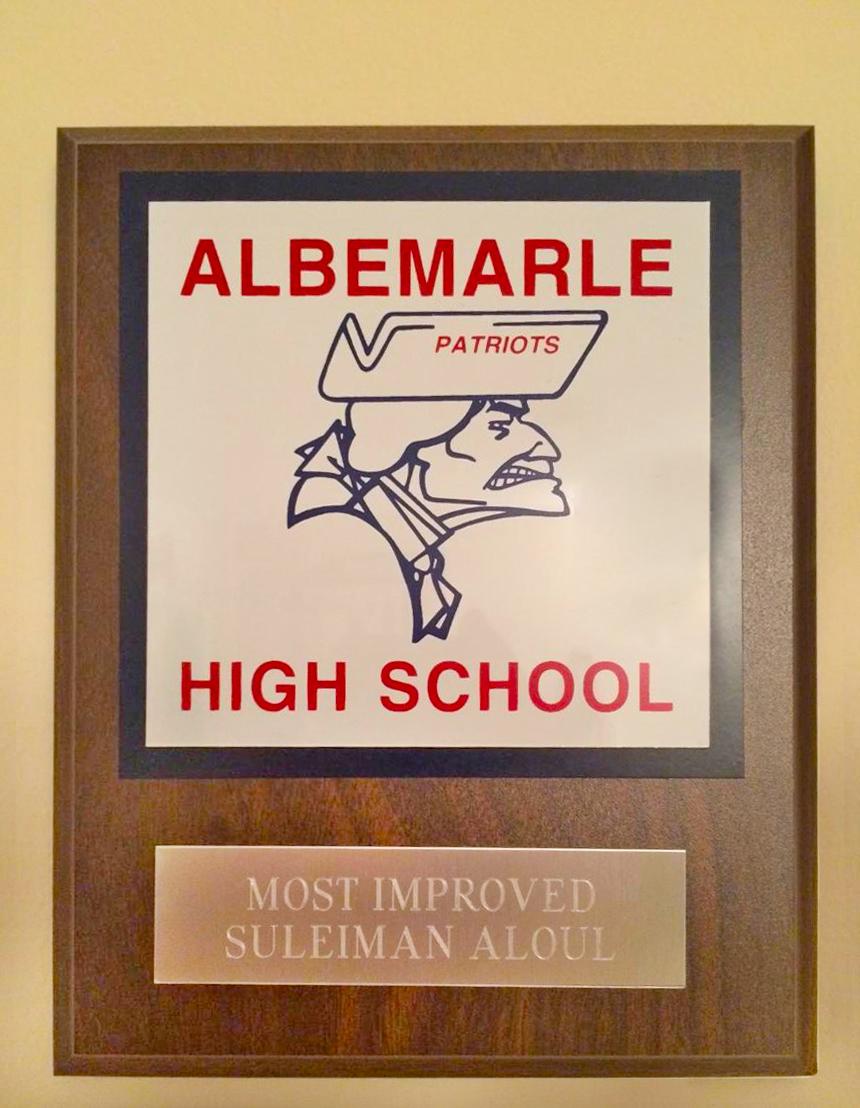 ALBEMARLE
PATRIOTS
HIGH SCHOOL
MOST IMPROVED
SULEIMAN ALOUL